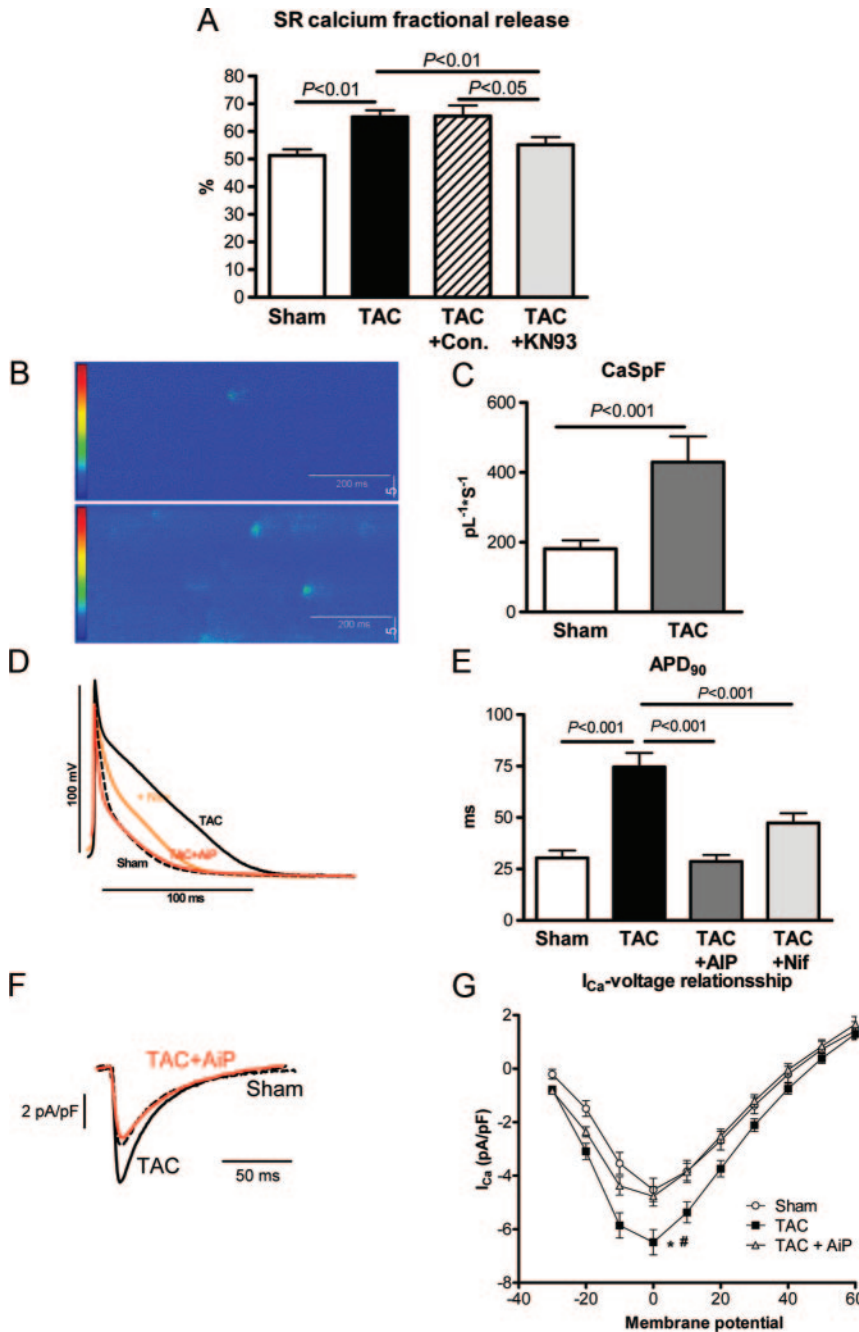 A
SR calcium fractional release
P<0.01
P<0.01
P<0.05
80
70
60
50
40
30
20
10
0
%
Sham
TAC
TAC
+Con.
TAC
+KN93
B
200 ms
5
200 ms
5
C
CaSpF
P<0.001
600
400
200
0
pL⁻¹*S⁻¹
Sham
TAC
D
100 mV
TAC
TAC+AIP
Sham
100 ms
E
APD₉₀
P<0.001
P<0.001
P<0.001
100
75
50
25
0
ms
Sham
TAC
TAC
+AIP
TAC
+Nif
F
TAC+AiP
Sham
2 pA/pF
TAC
50 ms
G
I_Ca-voltage relationsship
2
0
-2
-4
-6
-8
I_Ca (pA/pF)
Sham
TAC
TAC + AiP
* #
-40
-20
0
20
40
60
Membrane potential